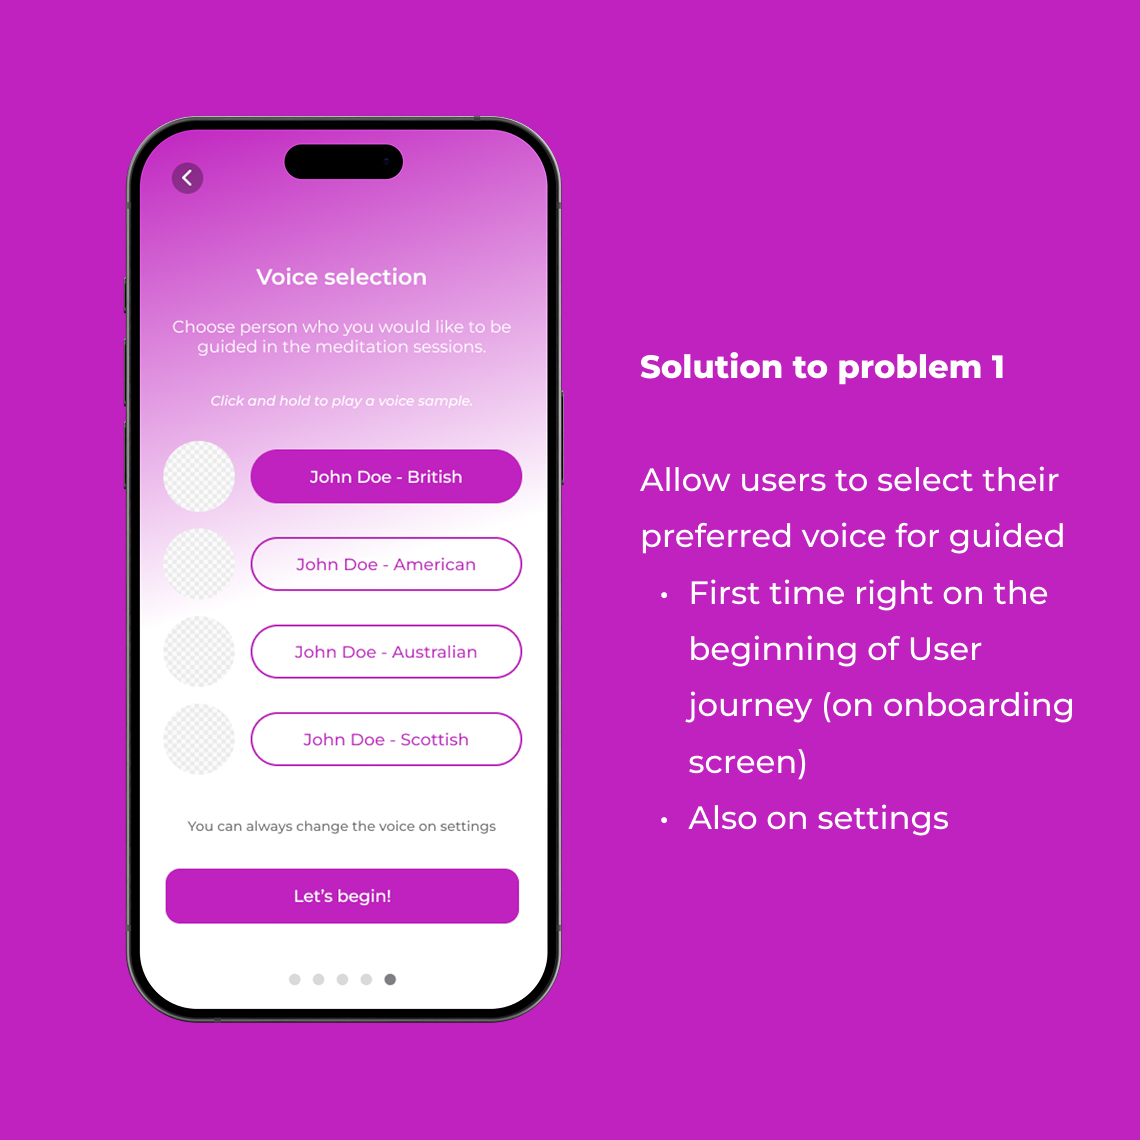 Voice selection
Choose person who you would like to be
guided in the meditation sessions.
Click and hold to play a voice sample.
John Doe - British
John Doe - American
John Doe - Australian
John Doe - Scottish
You can always change the voice on settings
Let’s begin!
Solution to problem 1
Allow users to select their
preferred voice for guided
• First time right on the
beginning of User
journey (on onboarding
screen)
• Also on settings